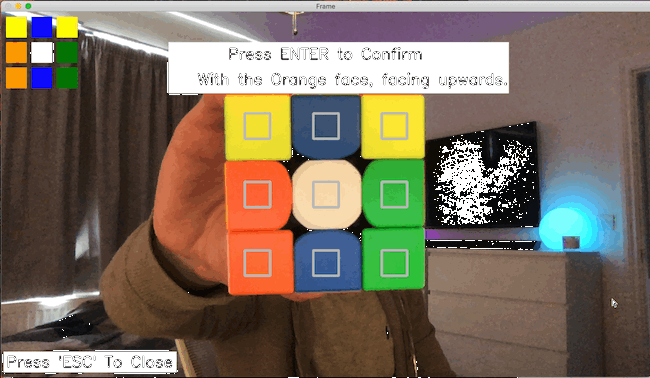 Frame
Press ENTER to Confirm
With the Orange face, facing upwards.
Press 'ESC' To Close